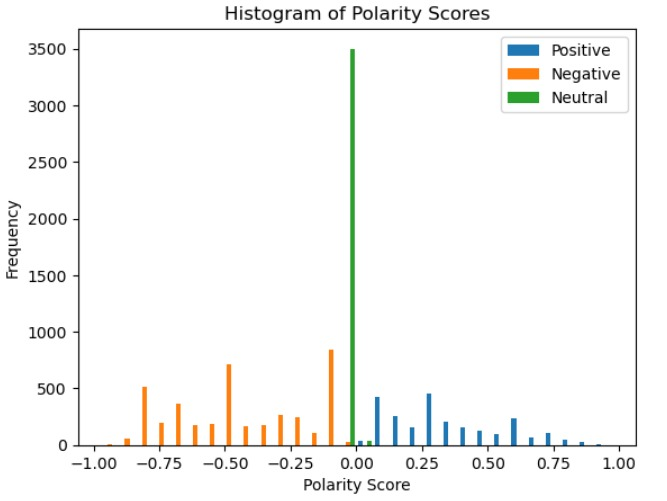 Histogram of Polarity Scores
Positive
Negative
Neutral
3500
3000
2500
2000
1500
1000
500
0
Frequency
−1.00 −0.75 −0.50 −0.25 0.00 0.25 0.50 0.75 1.00
Polarity Score